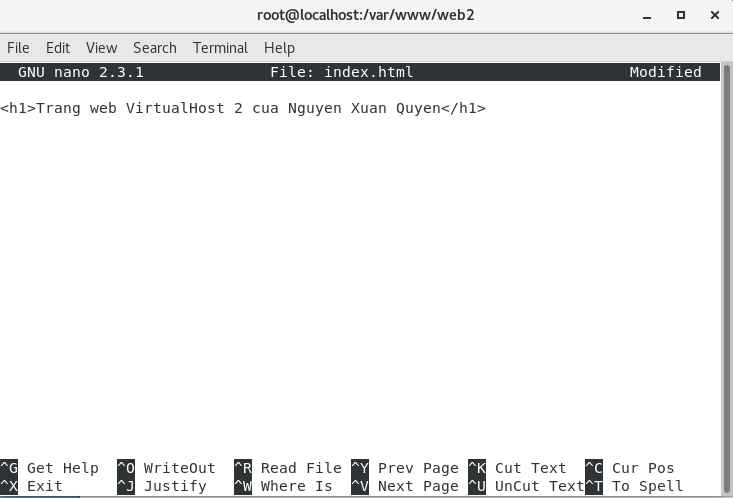 root@localhost:/var/www/web2
File Edit View Search Terminal Help
GNU nano 2.3.1 File: index.html Modified
<h1>Trang web VirtualHost 2 cua Nguyen Xuan Quyen</h1>
^G Get Help ^O WriteOut ^R Read File ^Y Prev Page ^K Cut Text ^C Cur Pos
^X Exit ^J Justify ^W Where Is ^V Next Page ^U UnCut Text ^T To Spell